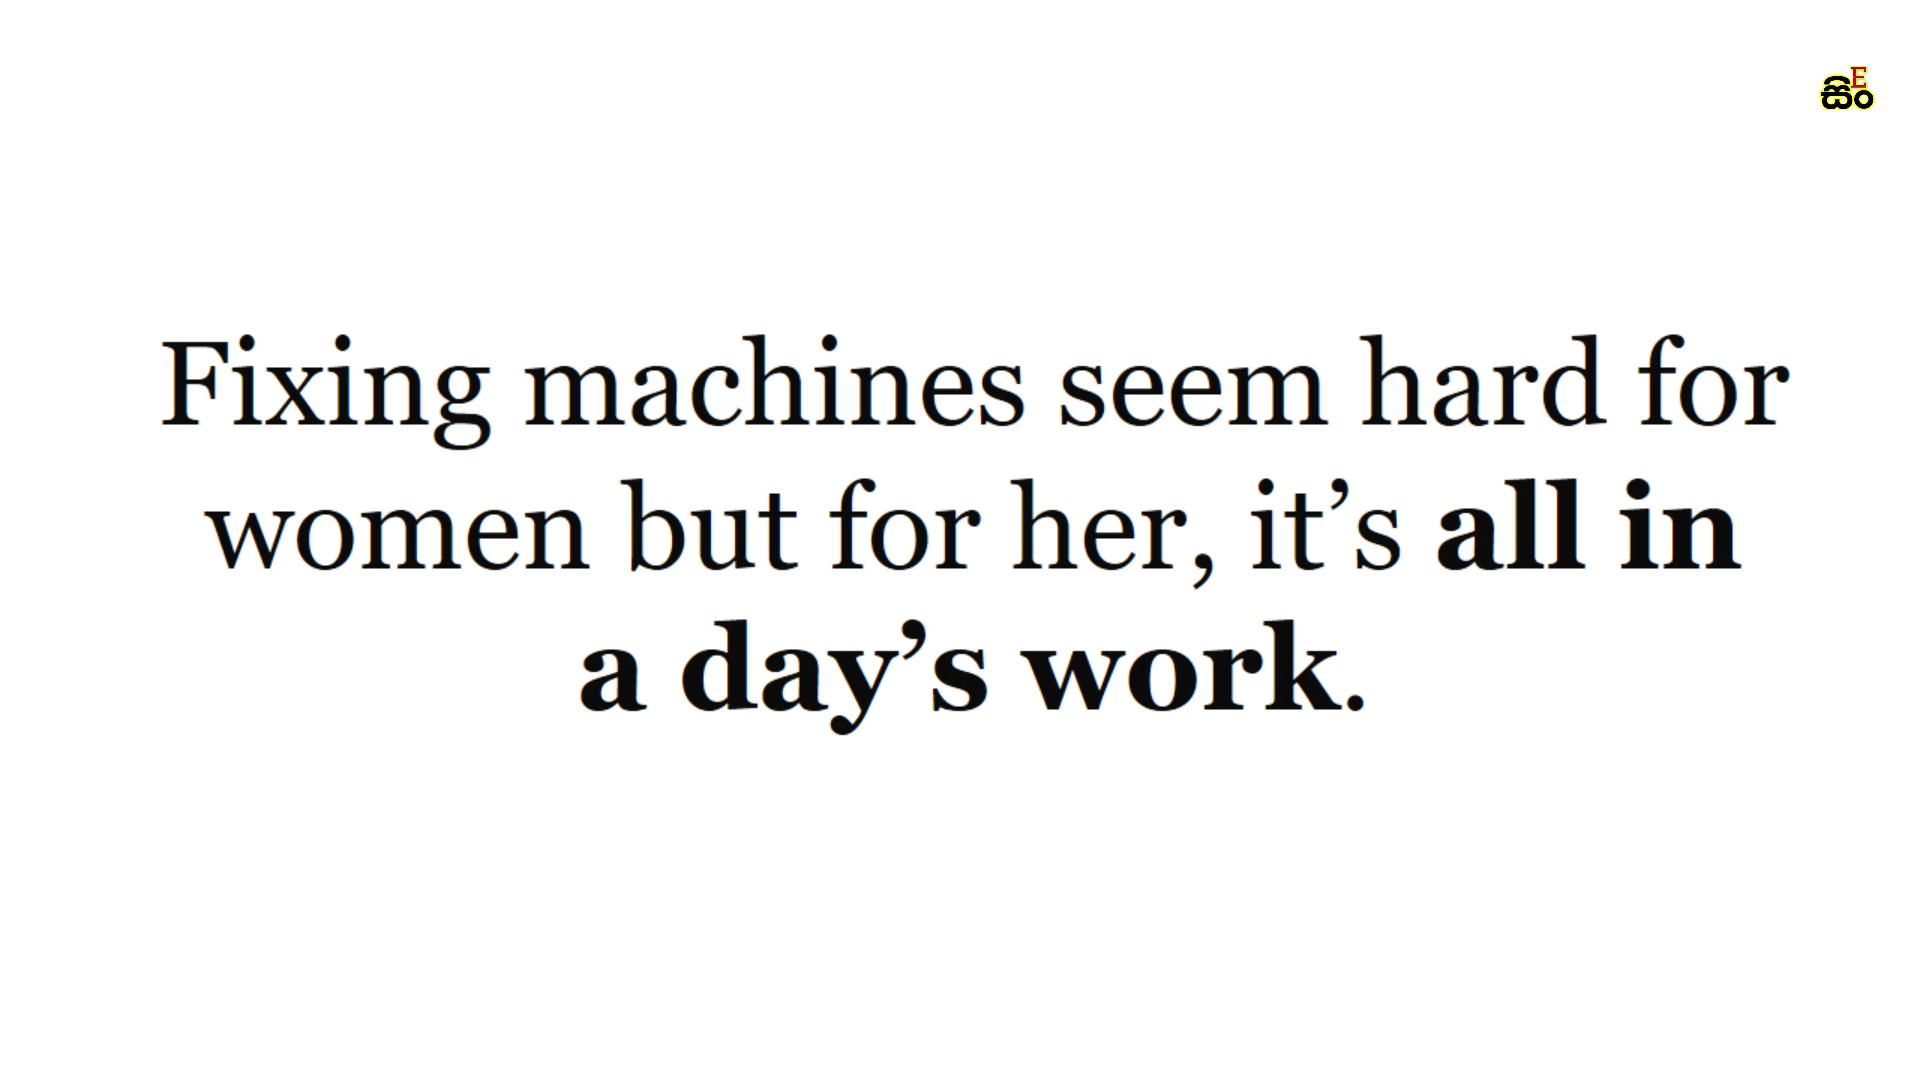 E
සිං
Fixing machines seem hard for
women but for her, it’s all in
a day’s work.